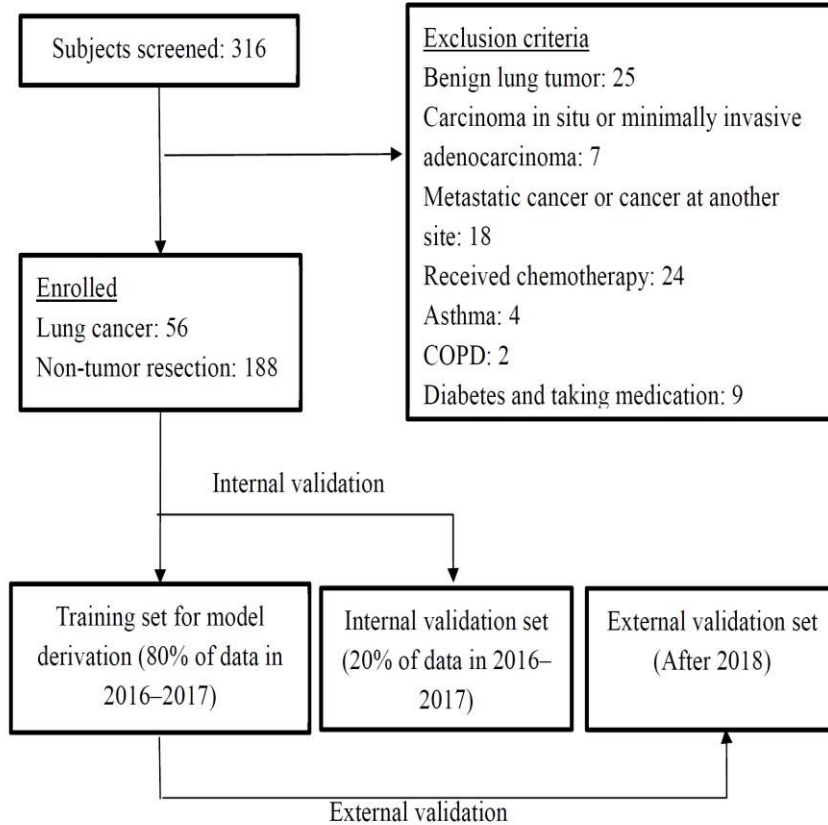 Subjects screened: 316
Exclusion criteria
Benign lung tumor: 25
Carcinoma in situ or minimally invasive
adenocarcinoma: 7
Metastatic cancer or cancer at another
site: 18
Received chemotherapy: 24
Asthma: 4
COPD: 2
Diabetes and taking medication: 9
Enrolled
Lung cancer: 56
Non-tumor resection: 188
Internal validation
Training set for model
derivation (80% of data in
2016–2017)
Internal validation set
(20% of data in 2016–
2017)
External validation set
(After 2018)
External validation